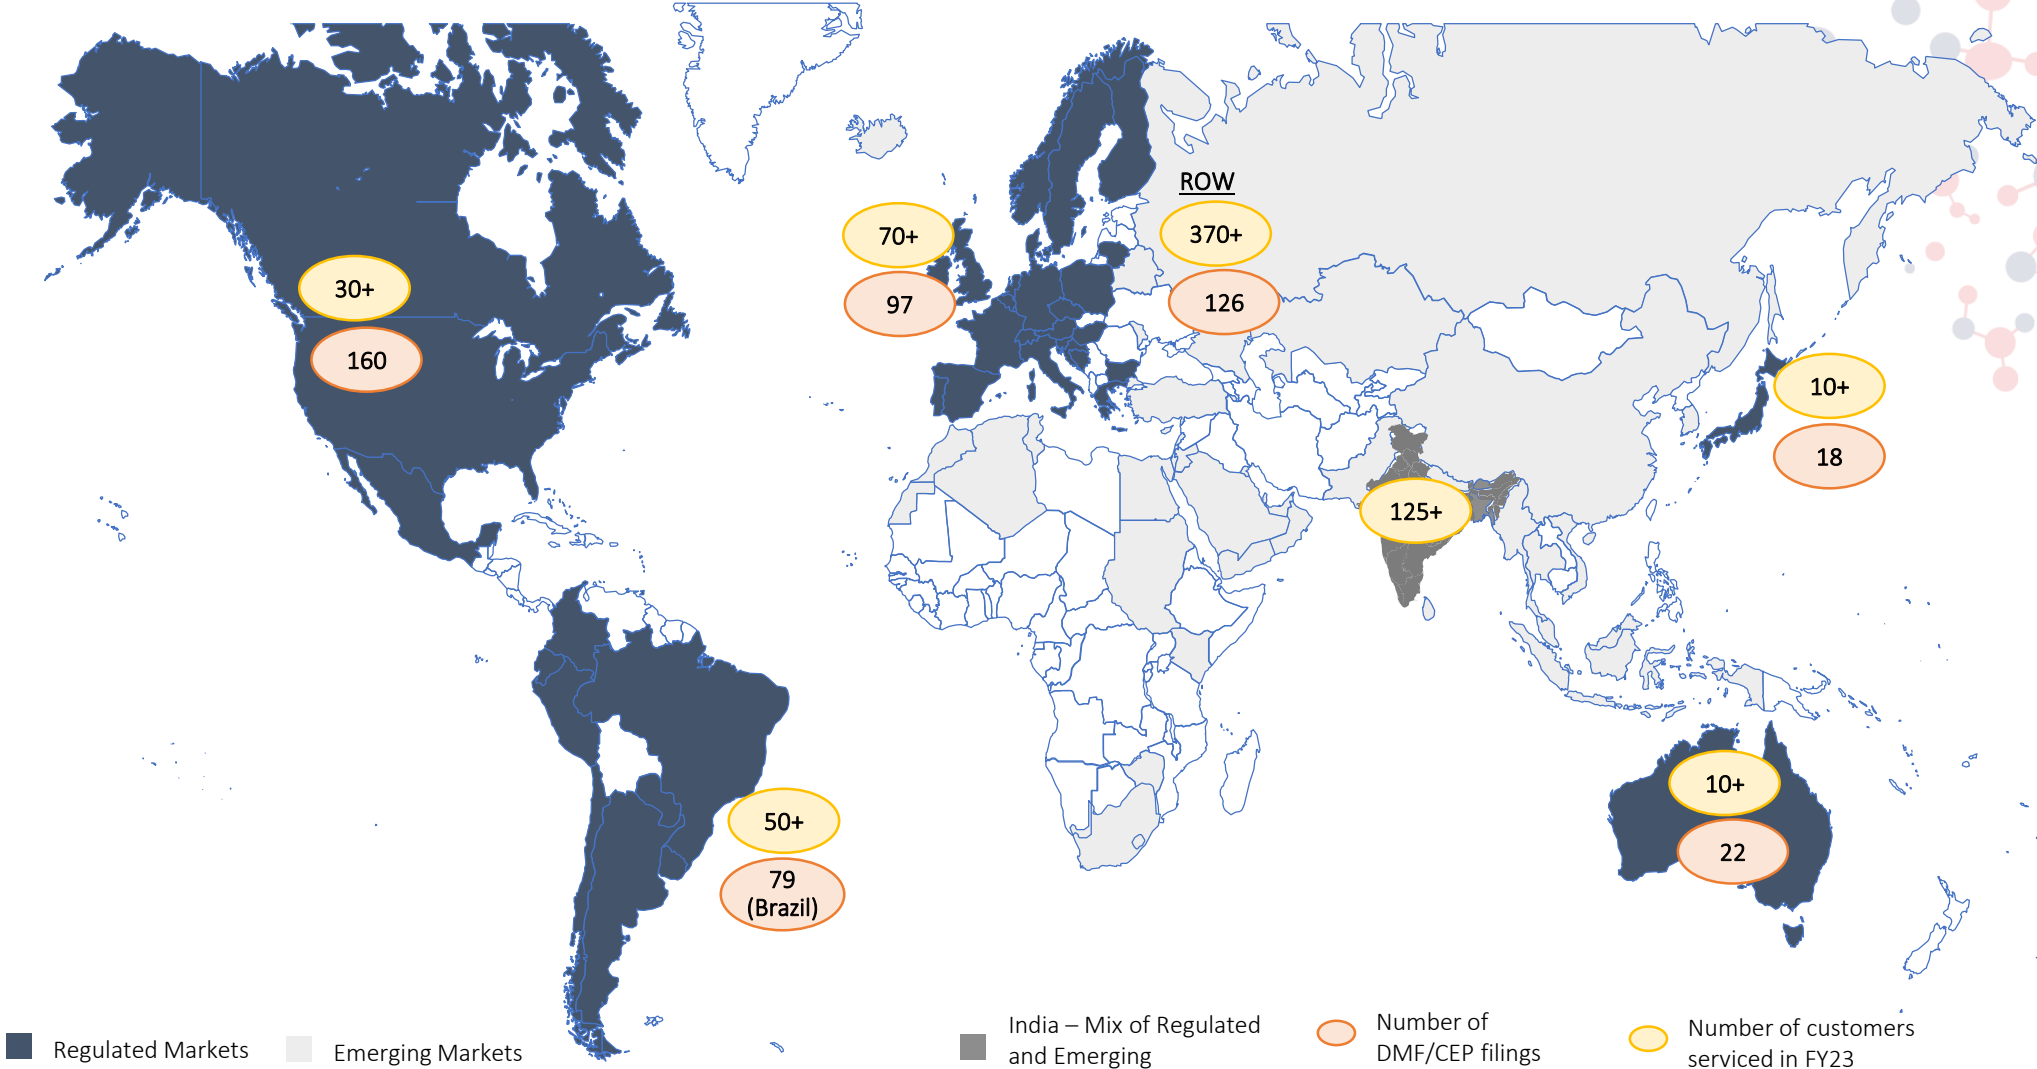 ROW
70+
370+
97
126
30+
160
10+
18
125+
10+
22
50+
79
(Brazil)
Regulated Markets
Emerging Markets
India – Mix of Regulated
and Emerging
Number of
DMF/CEP filings
Number of customers
serviced in FY23